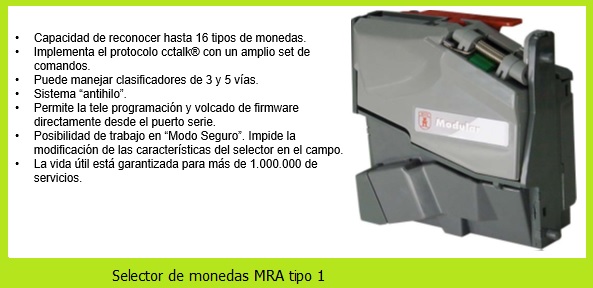 • Capacidad de reconocer hasta 16 tipos de monedas.
• Implementa el protocolo cctalk® con un amplio set de
comandos.
• Puede manejar clasificadores de 3 y 5 vías.
• Sistema “antihilo”.
• Permite la tele programación y volcado de firmware
directamente desde el puerto serie.
• Posibilidad de trabajo en “Modo Seguro”. Impide la
modificación de las características del selector en el campo.
• La vida útil está garantizada para más de 1.000.000 de
servicios.
Modular
Selector de monedas MRA tipo 1